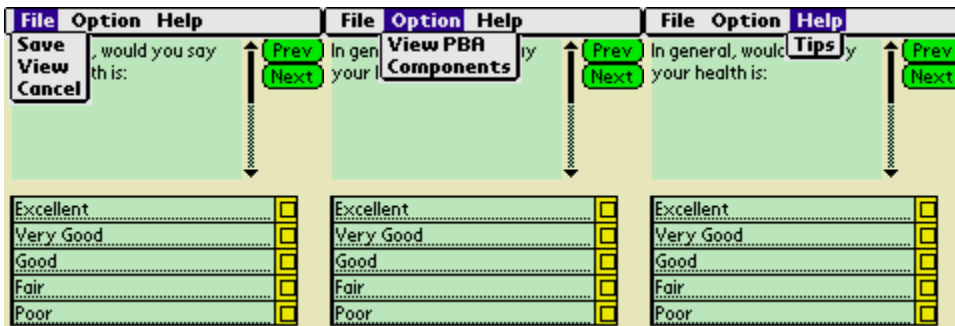 File Option Help
Save
View
Cancel
, would you say
th is:
Prev
Next
Excellent
Very Good
Good
Fair
Poor
File Option Help
View PBA
Components
In gen
your
Prev
Next
Excellent
Very Good
Good
Fair
Poor
File Option Help
Tips
In general, would y
your health is:
Prev
Next
Excellent
Very Good
Good
Fair
Poor